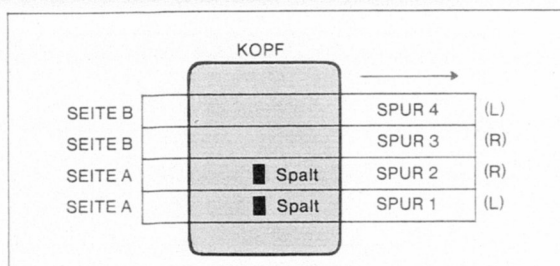 KOPF
SEITE B SPUR 4 (L)
SEITE B SPUR 3 (R)
SEITE A Spalt SPUR 2 (R)
SEITE A Spalt SPUR 1 (L)